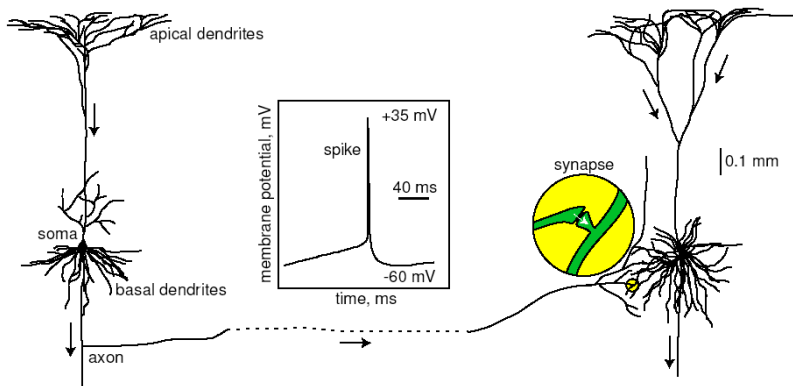 apical dendrites
soma
basal dendrites
axon
membrane potential, mV
+35 mV
spike
40 ms
-60 mV
time, ms
synapse
0.1 mm